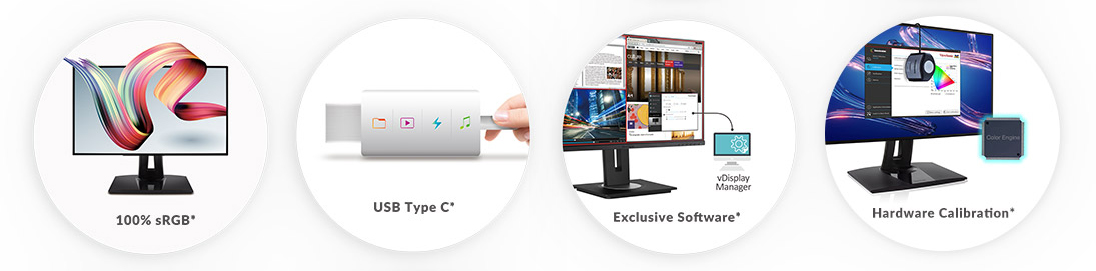 100% sRGB*
USB Type C*
vDisplay
Manager
Exclusive Software*
Color Engine
Hardware Calibration*